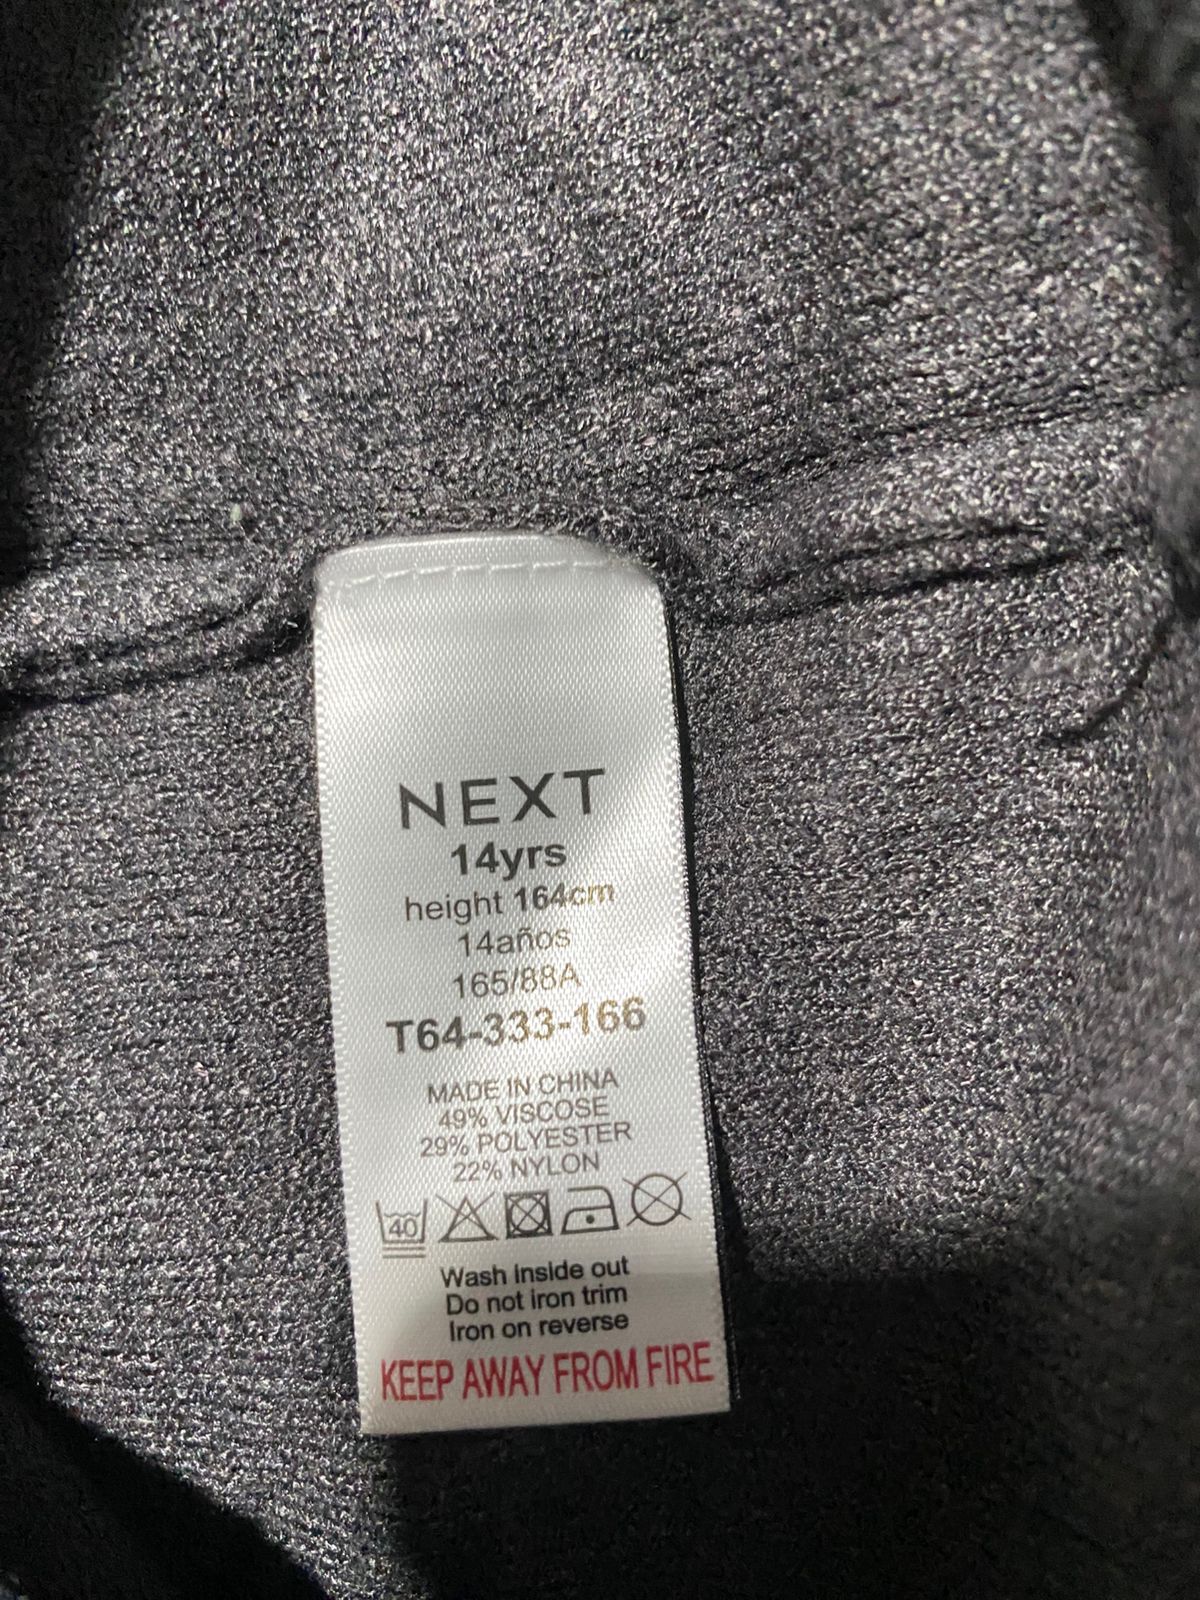 NEXT
14yrs
height 164cm
14años
165/88A
T64-333-166
MADE IN CHINA
49% VISCOSE
29% POLYESTER
22% NYLON
40
Wash inside out
Do not iron trim
Iron on reverse
KEEP AWAY FROM FIRE